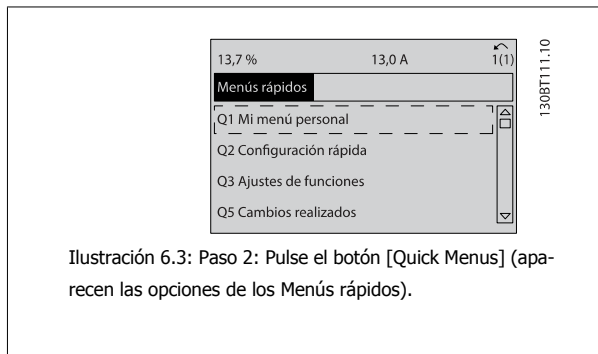 13,7 % 13,0 A 1(1)
Menús rápidos
Q1 Mi menú personal
Q2 Configuración rápida
Q3 Ajustes de funciones
Q5 Cambios realizados
130BT111.10
Ilustración 6.3: Paso 2: Pulse el botón [Quick Menus] (apa-
recen las opciones de los Menús rápidos).